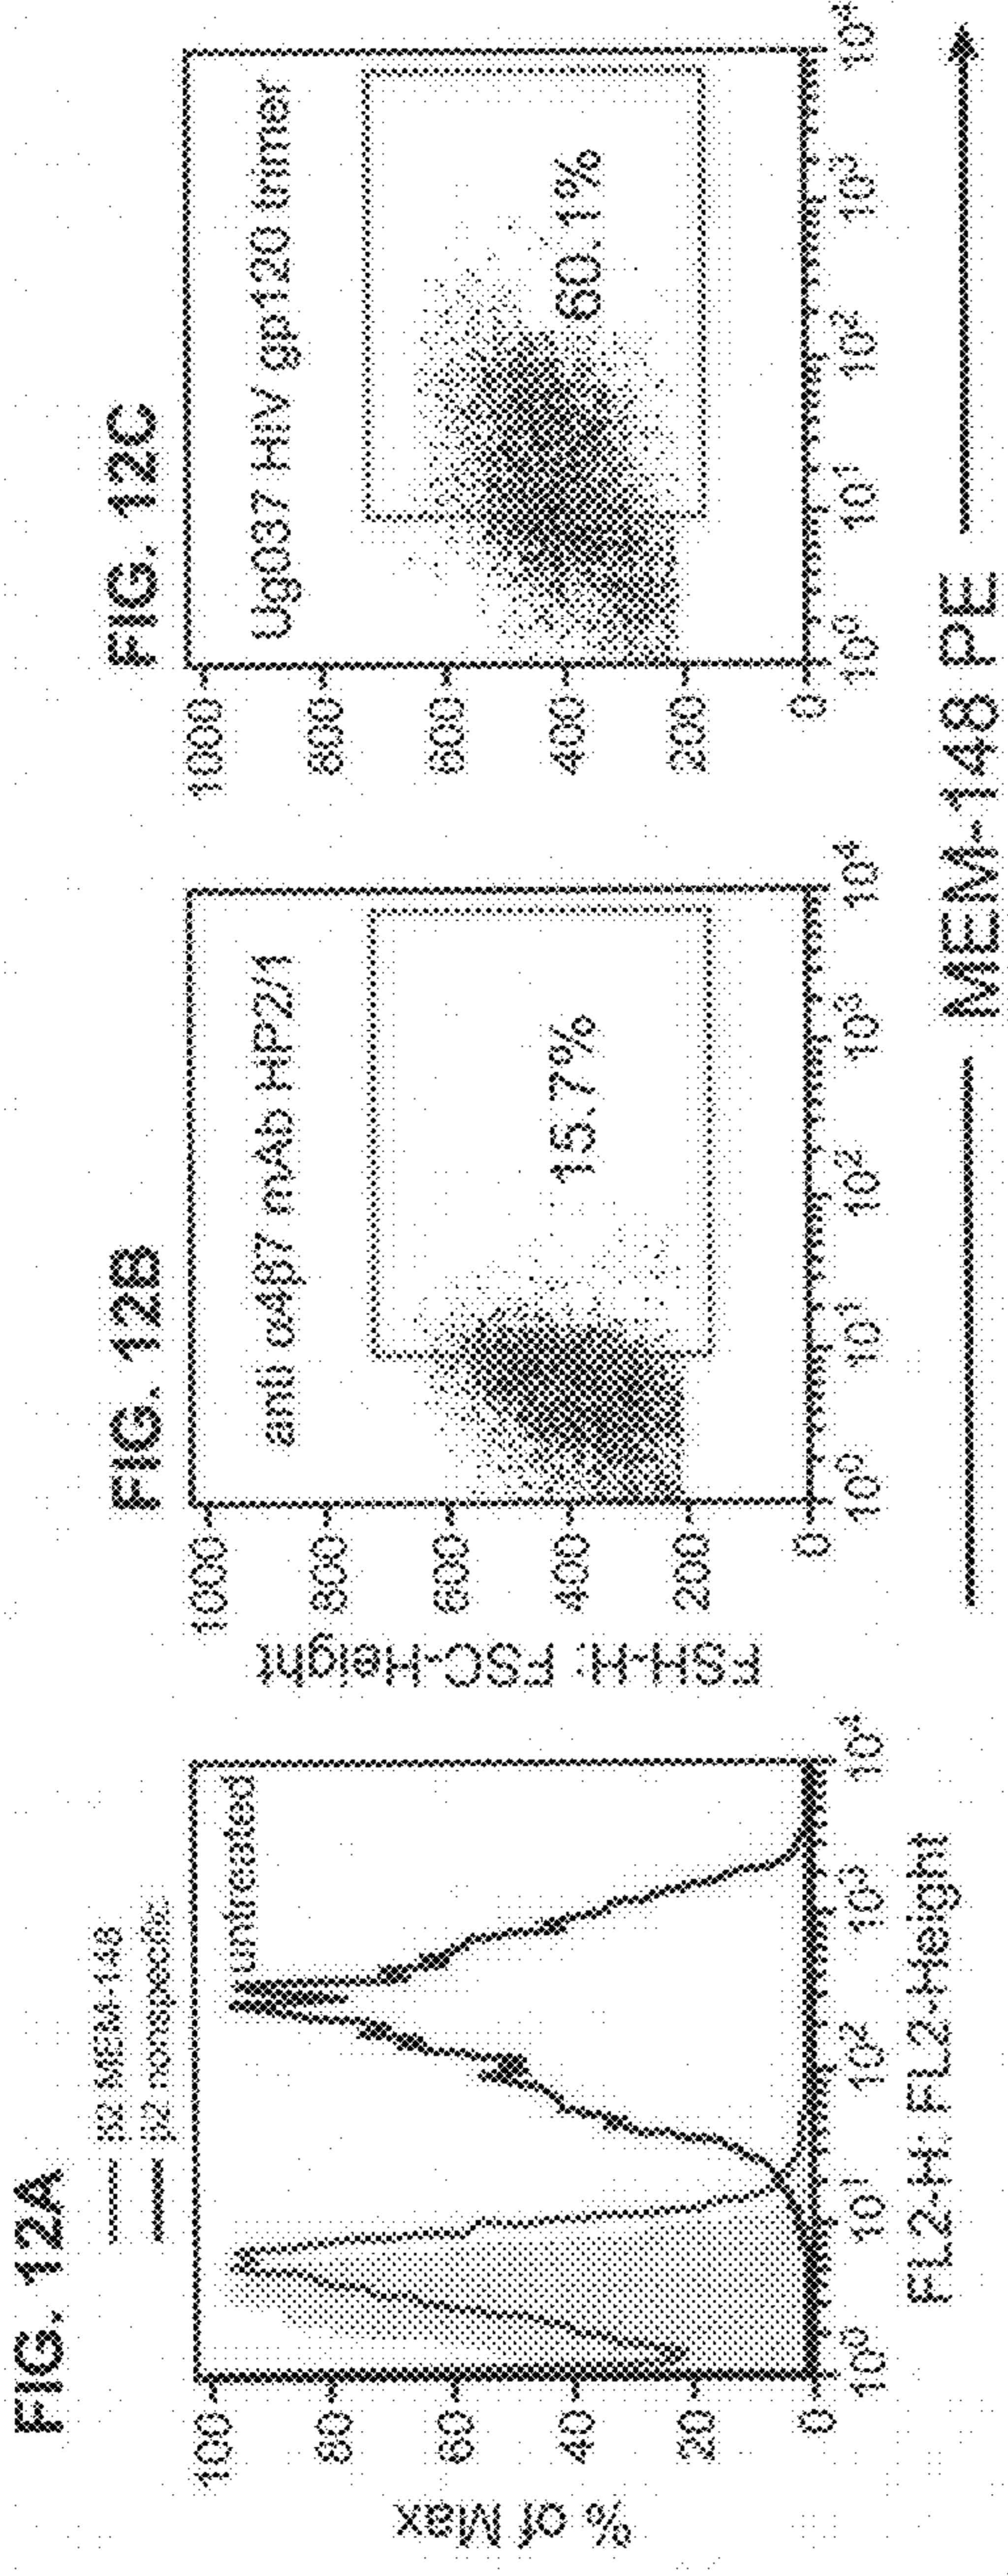 FIG. 12A
β2 MEM-148
β2 nonspecific
untreated
% of Max
100
80
60
40
20
0
10⁰
10¹
10²
10³
10⁴
FL2-H: FL2-Height
FIG. 12B
anti α4β7 mAb HP2/1
15.7%
FSH-H: FSC-Height
1000
800
600
400
200
0
10⁰
10¹
10²
10³
10⁴
FIG. 12C
Ug037 HIV gp120 trimer
60.1%
1000
800
600
400
200
0
10⁰
10¹
10²
10³
10⁴
MEM-148 PE